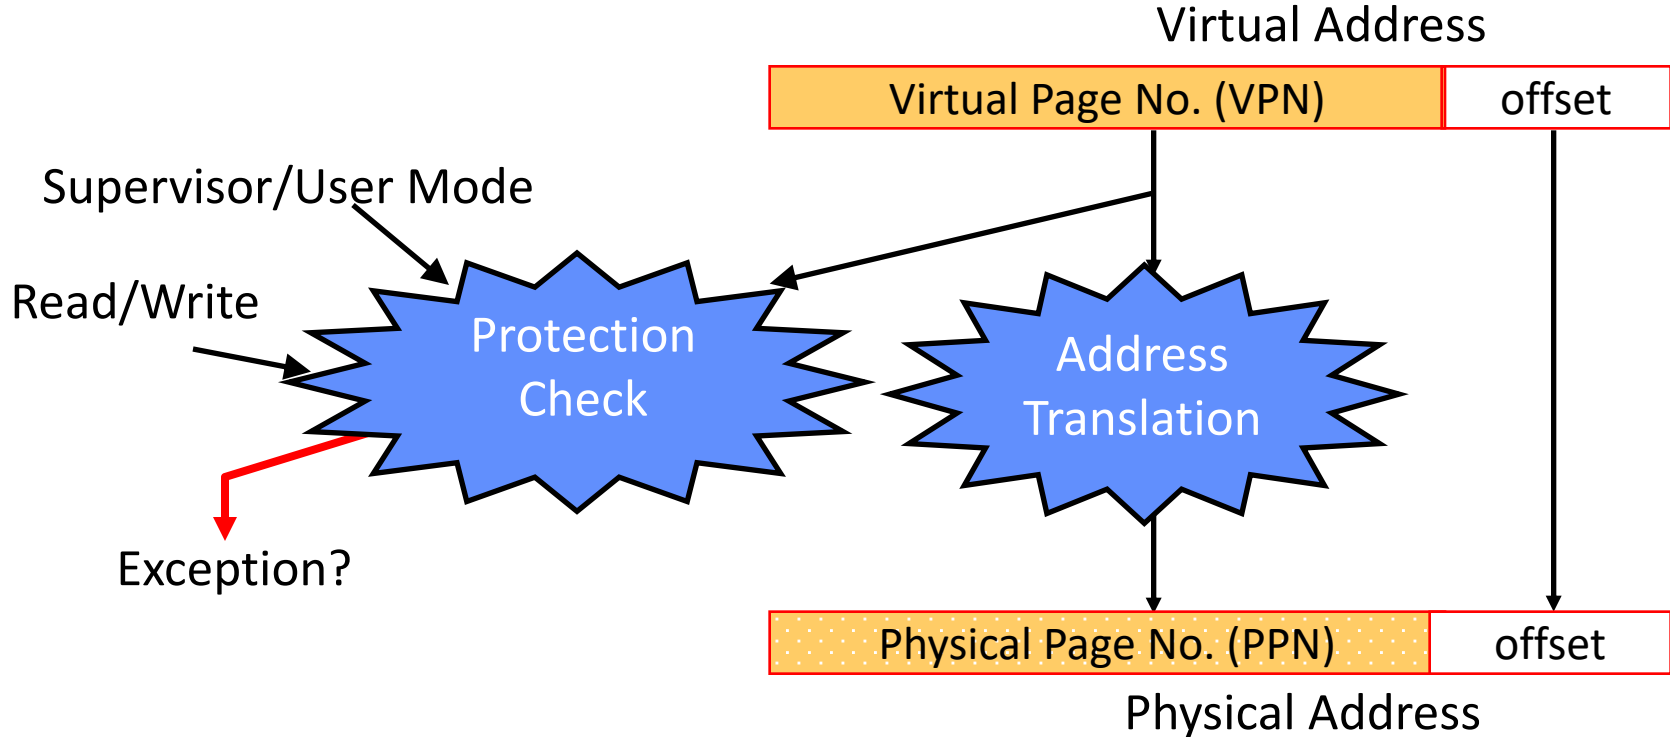 Virtual Address
Virtual Page No. (VPN)
offset
Supervisor/User Mode
Read/Write
Protection
Check
Address
Translation
Exception?
Physical Page No. (PPN)
offset
Physical Address